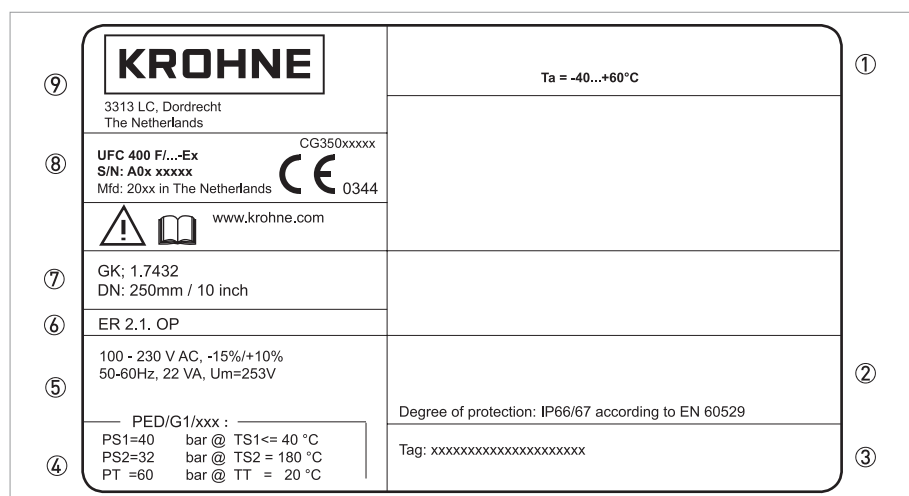 KROHNE
3313 LC, Dordrecht
The Netherlands
CG350xxxxx
UFC 400 F/...-Ex
S/N: A0x xxxxx
Mfd: 20xx in The Netherlands
CE 0344
www.krohne.com
GK; 1.7432
DN: 250mm / 10 inch
ER 2.1. OP
100 - 230 V AC, -15%/+10%
50-60Hz, 22 VA, Um=253V
PED/G1/xxx :
PS1=40 bar @ TS1<= 40 °C
PS2=32 bar @ TS2 = 180 °C
PT =60 bar @ TT = 20 °C
Ta = -40...+60°C
Degree of protection: IP66/67 according to EN 60529
Tag: xxxxxxxxxxxxxxxxxxxxx
①
②
③
④
⑤
⑥
⑦
⑧
⑨